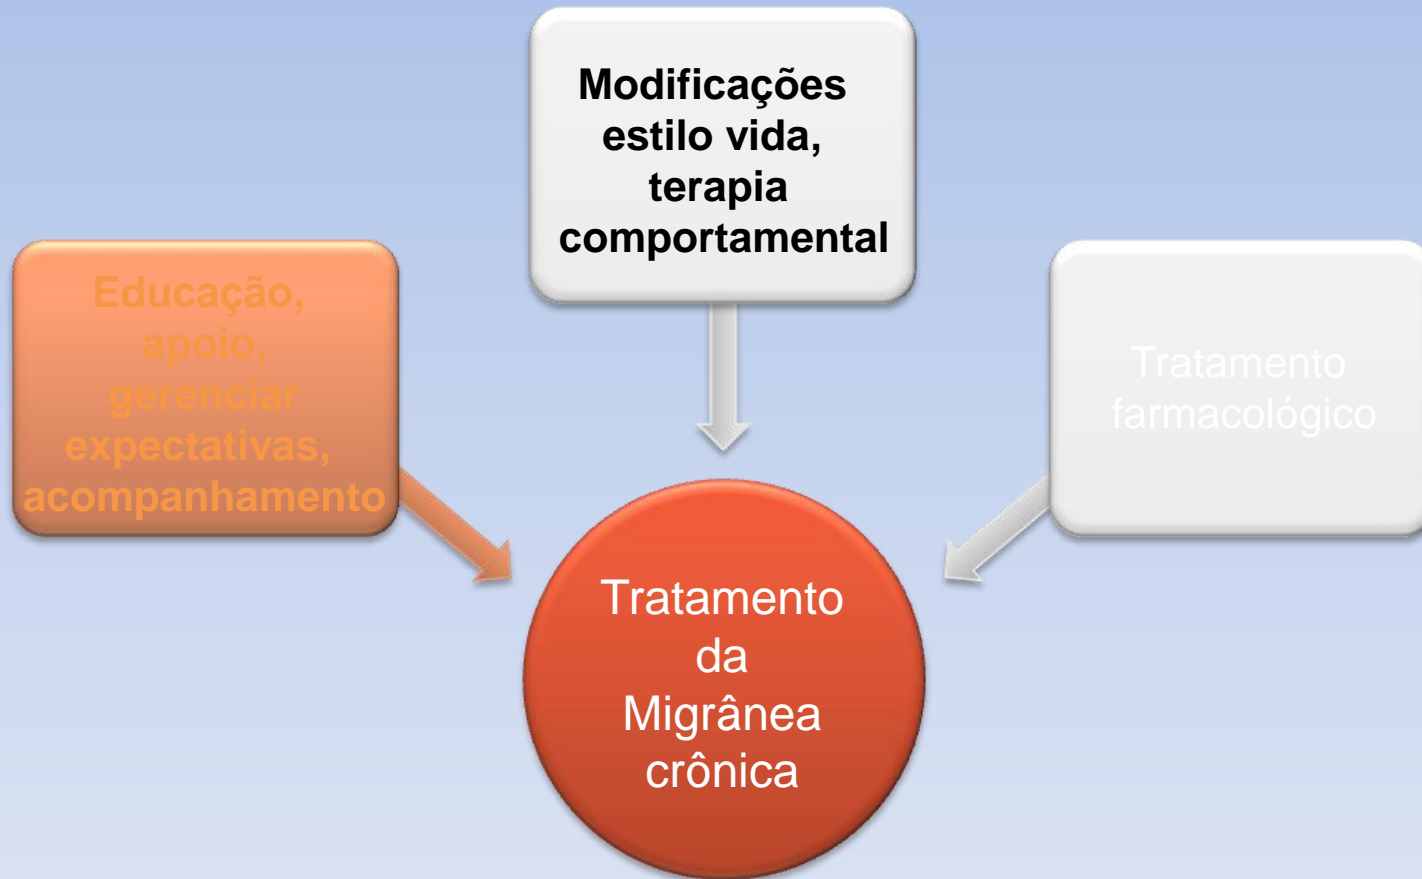 Modificações
estilo vida,
terapia
comportamental
Educação,
apoio,
gerenciar
expectativas,
acompanhamento
Tratamento
farmacológico
Tratamento
da
Migrânea
crônica